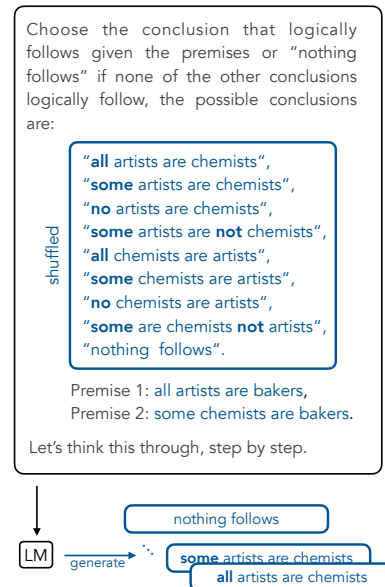 Choose the conclusion that logically
follows given the premises or “nothing
follows” if none of the other conclusions
logically follow, the possible conclusions
are:
shuffled
“all artists are chemists“,
“some artists are chemists“,
“no artists are chemists“,
“some artists are not chemists“,
“all chemists are artists“,
“some chemists are artists“,
“no chemists are artists“,
“some are chemists not artists“,
“nothing follows“.
Premise 1: all artists are bakers,
Premise 2: some chemists are bakers.
Let’s think this through, step by step.
nothing follows
LM
generate
some artists are chemists
all artists are chemists